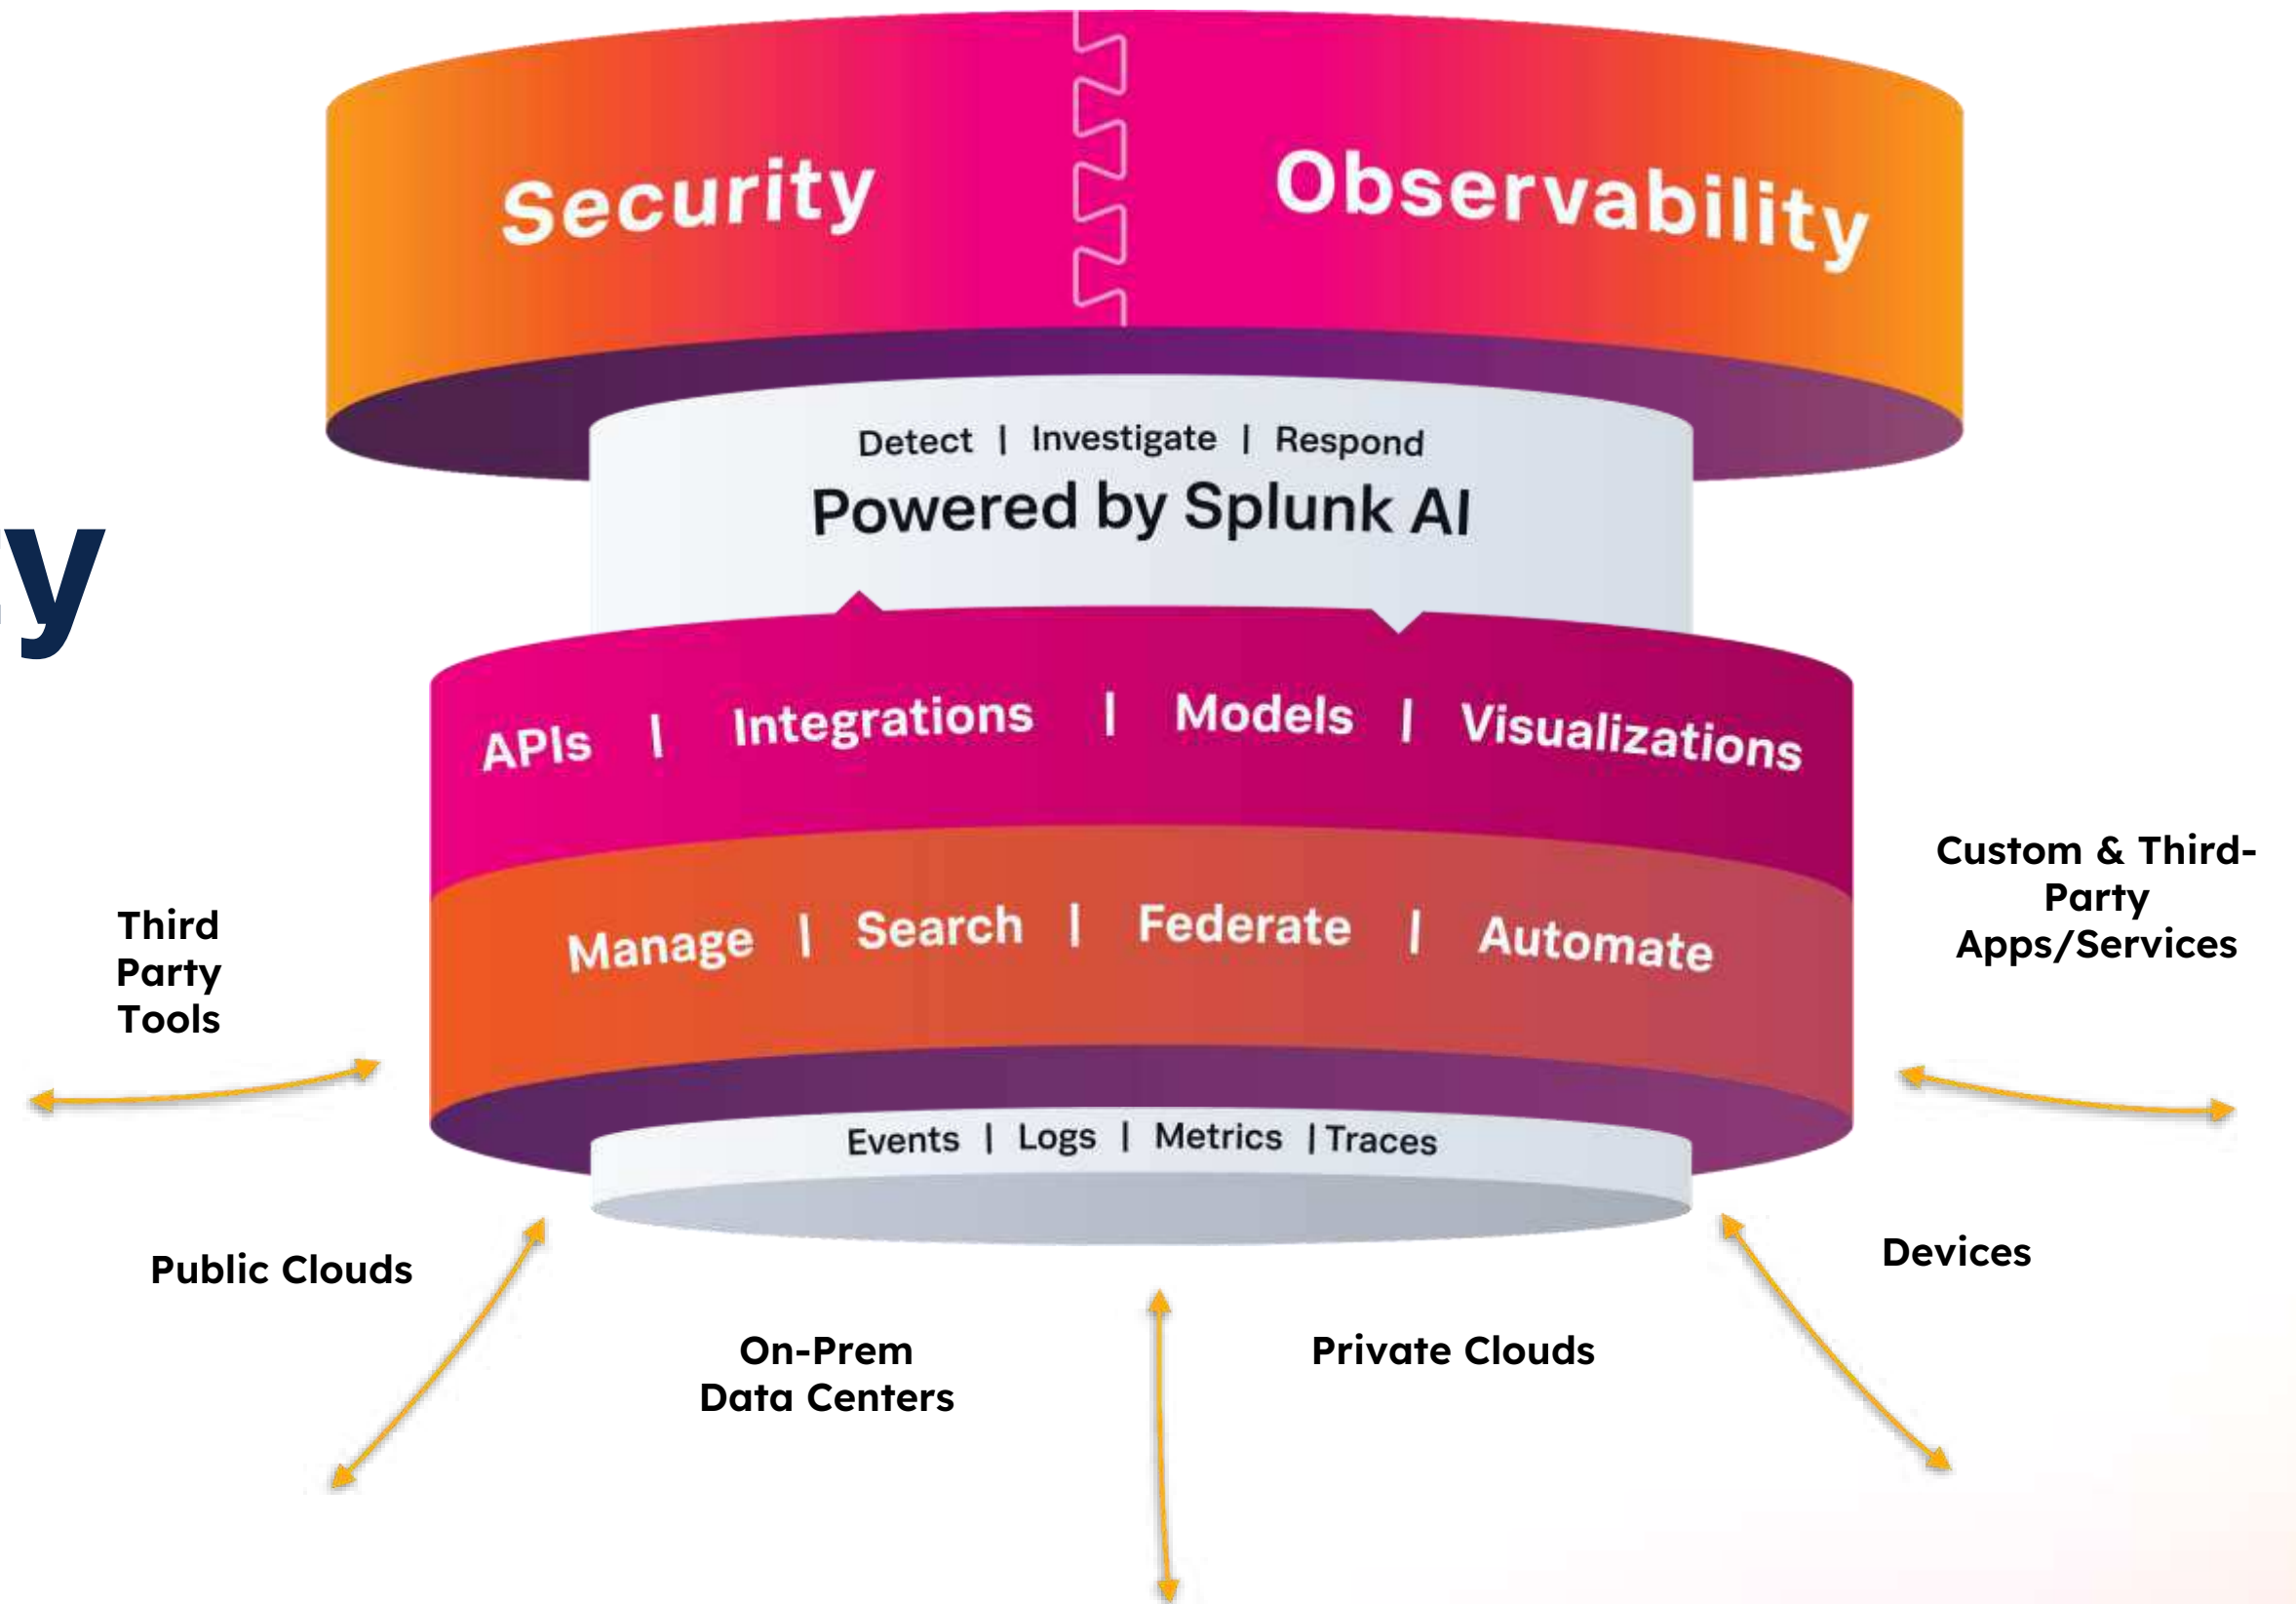 Security
Observability
Detect | Investigate | Respond
Powered by Splunk AI
y
APIs | Integrations | Models | Visualizations
Manage | Search | Federate | Automate
Custom & Third-
Party
Apps/Services
Third
Party
Tools
Events | Logs | Metrics | Traces
Public Clouds
Devices
On-Prem
Data Centers
Private Clouds